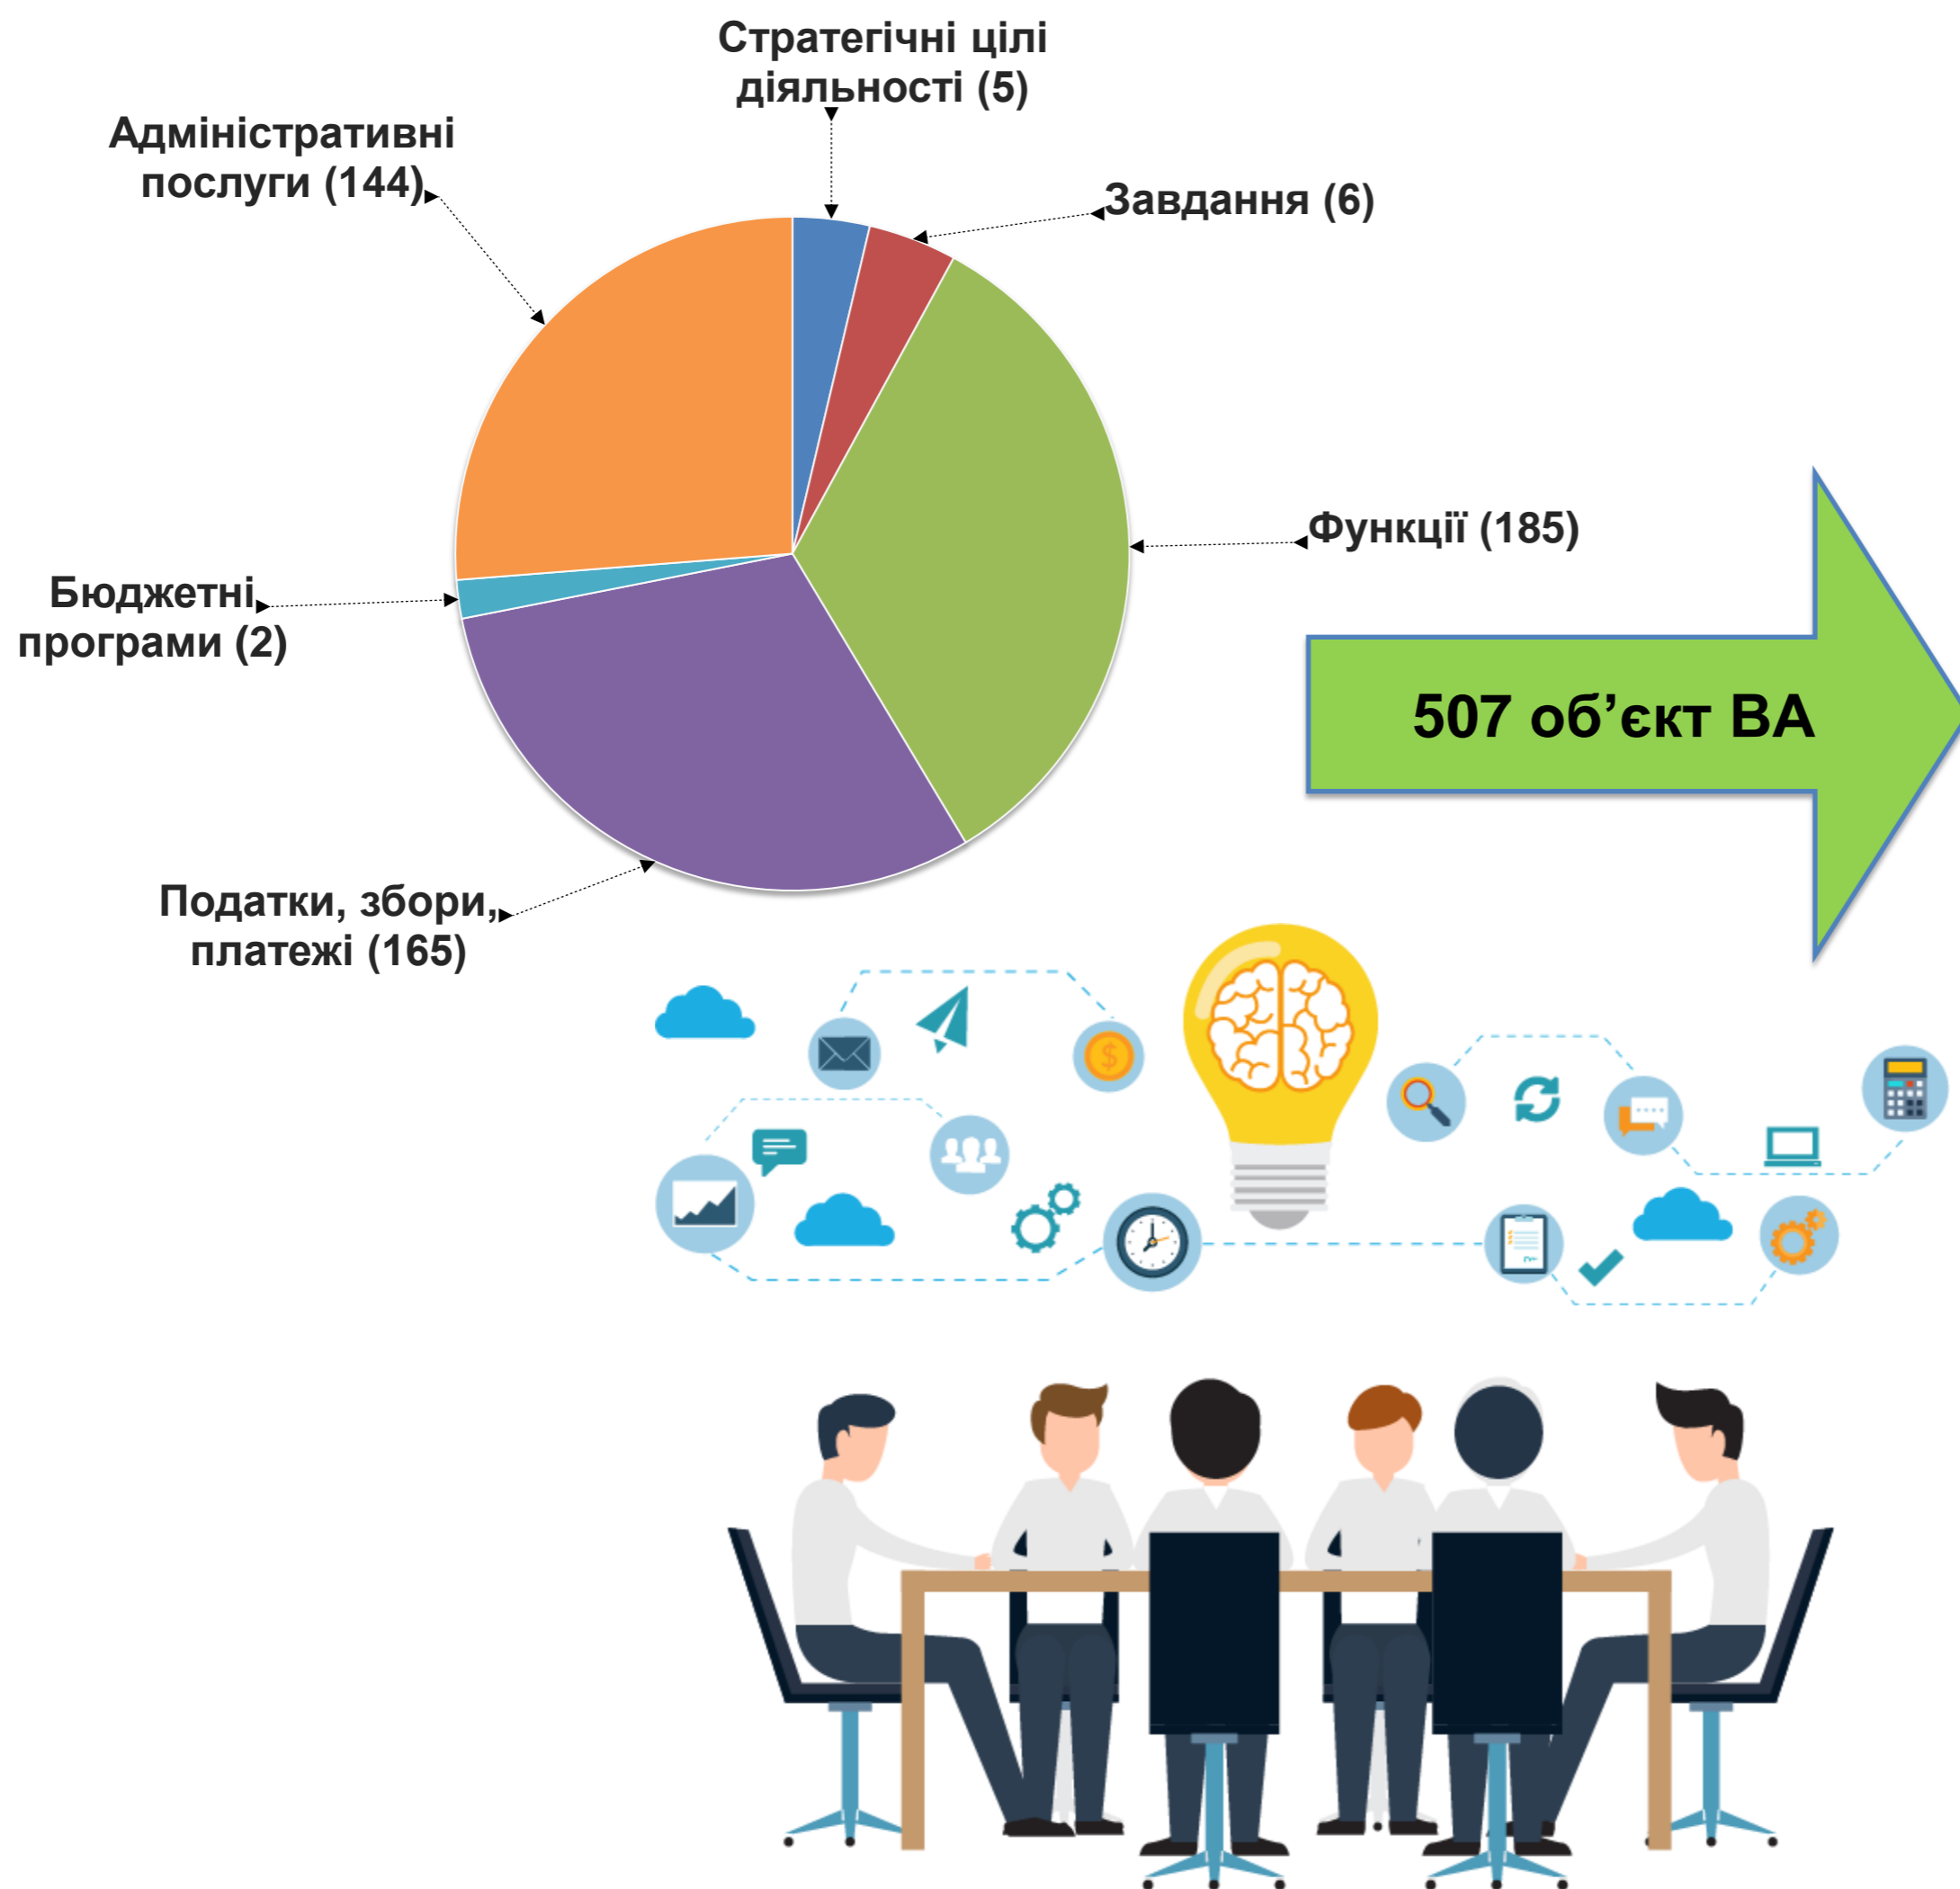 Стратегічні цілі
діяльності (5)
Адміністративні
послуги (144)
Завдання (6)
Функції (185)
Бюджетні
програми (2)
507 об’єкт ВА
Податки, збори,
платежі (165)